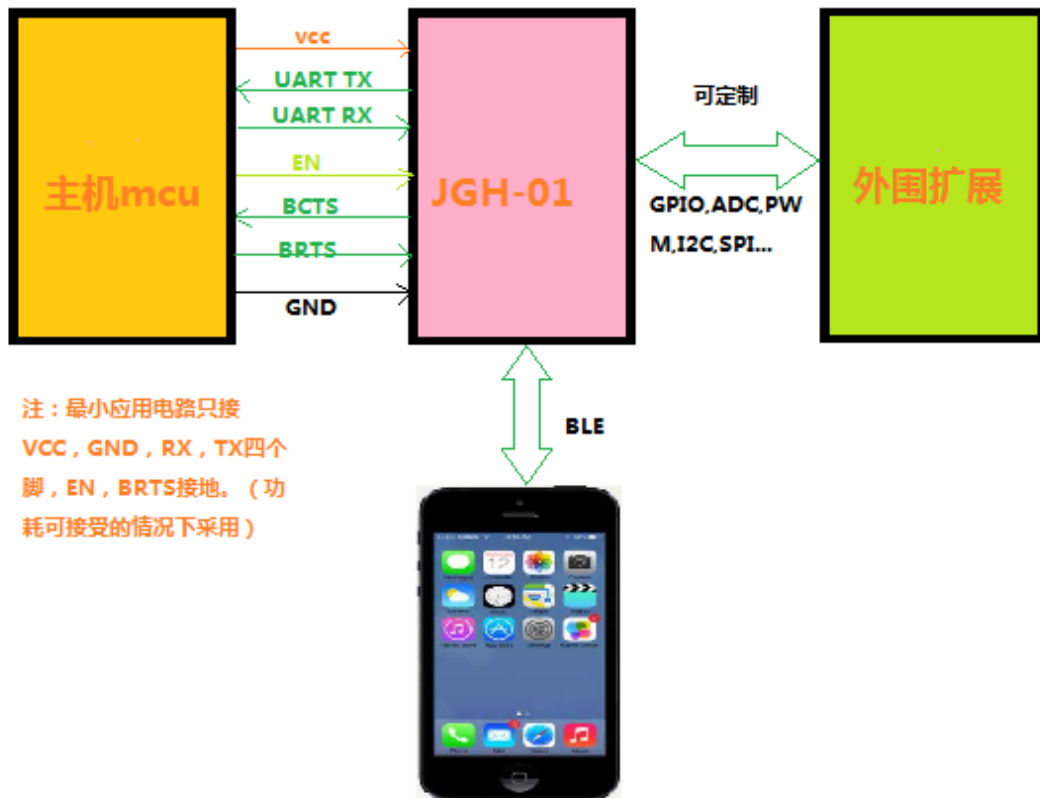 vcc
UART TX
UART RX
EN
BCTS
BRTS
GND
主机mcu
JGH-01
可定制
GPIO,ADC,PW
M,I2C,SPI...
外围扩展
注：最小应用电路只接
VCC，GND，RX，TX四个
脚，EN，BRTS接地。（功
耗可接受的情况下采用）
BLE